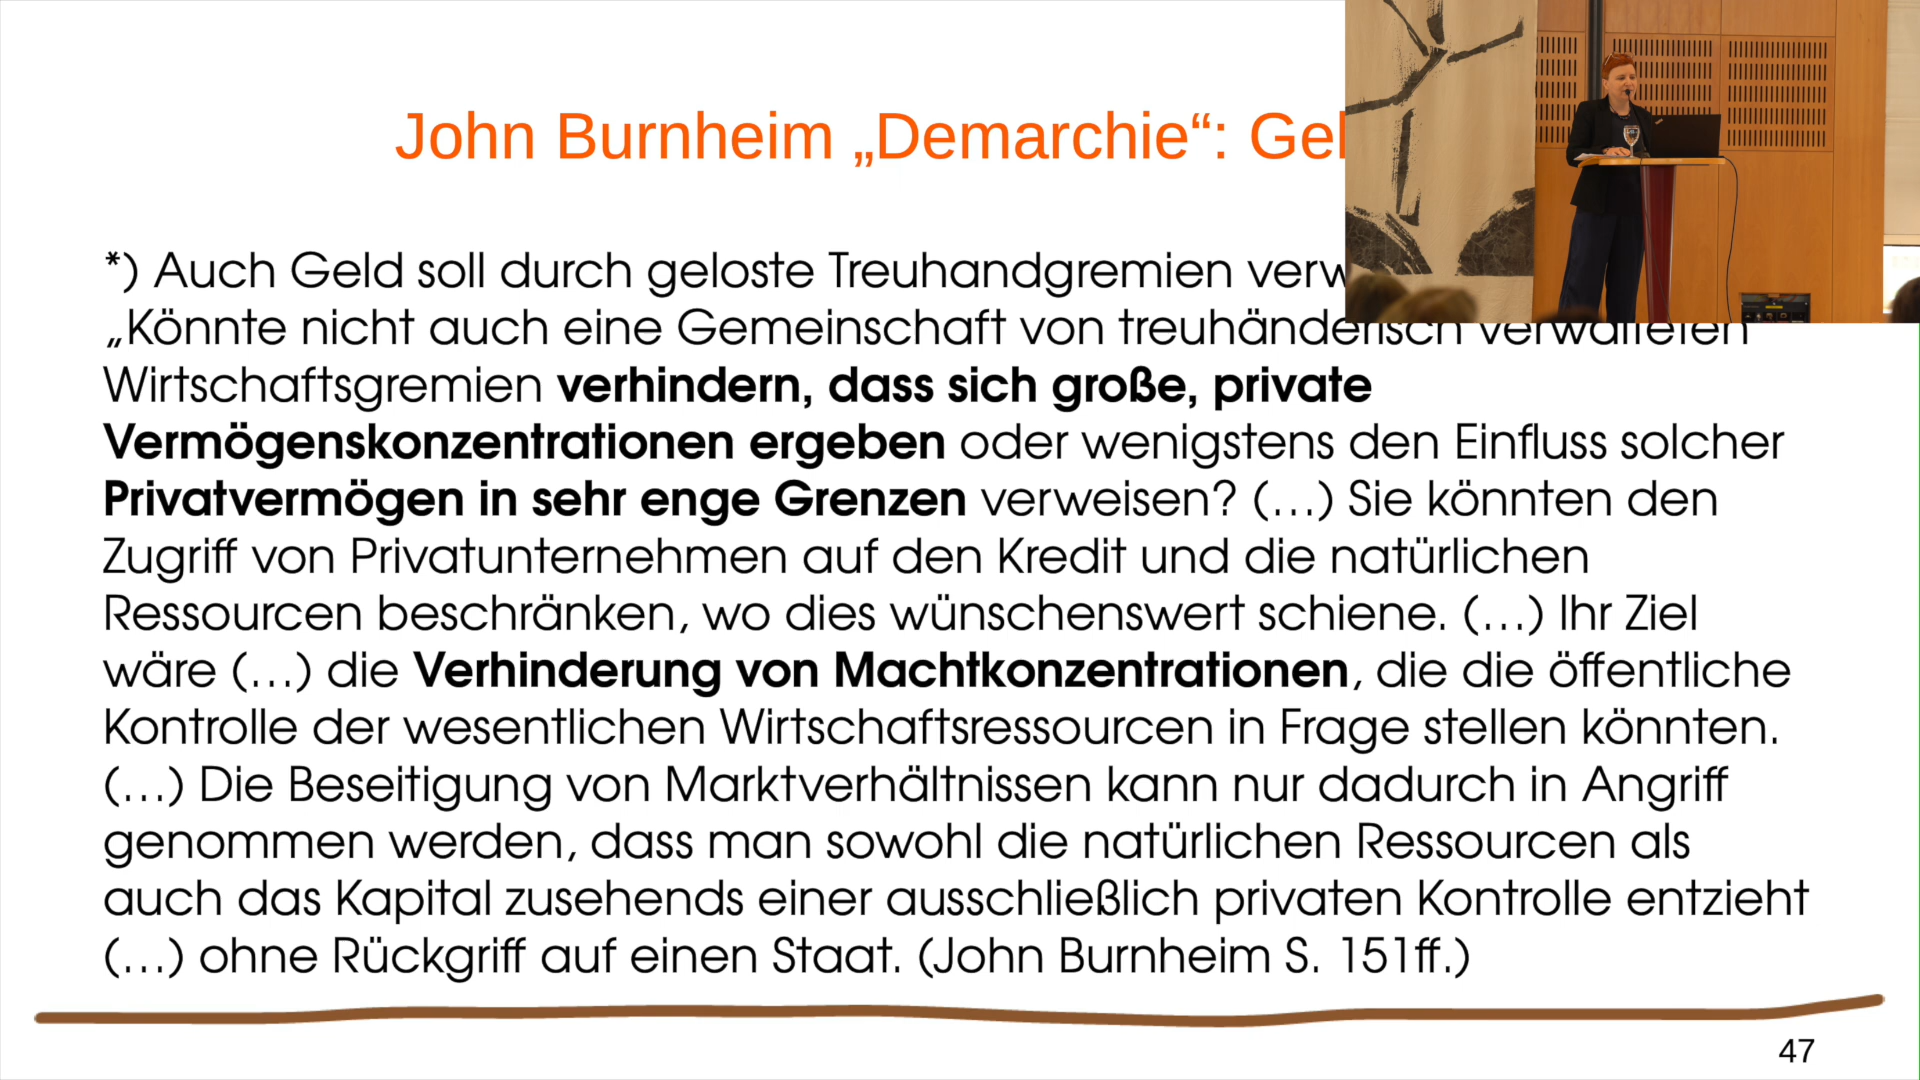 John Burnheim „Demarchie“: Gel
*) Auch Geld soll durch geloste Treuhandgremien verw
„Könnte nicht auch eine Gemeinschaft von treuhänderisch verwalteten
Wirtschaftsgremien verhindern, dass sich große, private
Vermögenskonzentrationen ergeben oder wenigstens den Einfluss solcher
Privatvermögen in sehr enge Grenzen verweisen? (…) Sie könnten den
Zugriff von Privatunternehmen auf den Kredit und die natürlichen
Ressourcen beschränken, wo dies wünschenswert schiene. (…) Ihr Ziel
wäre (…) die Verhinderung von Machtkonzentrationen, die die öffentliche
Kontrolle der wesentlichen Wirtschaftsressourcen in Frage stellen könnten.
(…) Die Beseitigung von Marktverhältnissen kann nur dadurch in Angriff
genommen werden, dass man sowohl die natürlichen Ressourcen als
auch das Kapital zusehends einer ausschließlich privaten Kontrolle entzieht
(…) ohne Rückgriff auf einen Staat. (John Burnheim S. 151ff.)
47